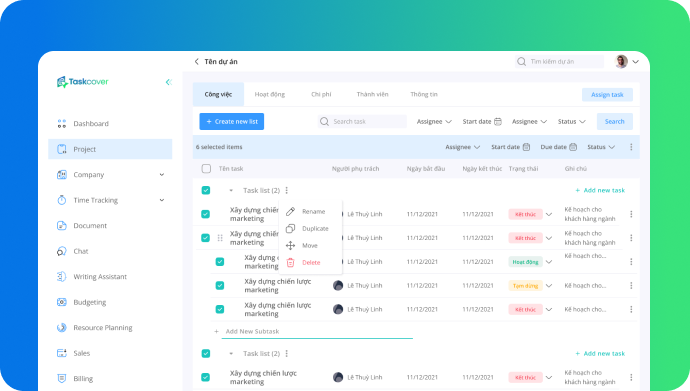 Taskcover
Dashboard
Project
Company
Time Tracking
Document
Chat
Writing Assistant
Budgeting
Resource Planning
Sales
Billing
Tên dự án
Tìm kiếm dự án
Công việc
Hoạt động
Chi phí
Thành viên
Thông tin
Assign task
+ Create new list
Search task
Assignee
Start date
Assignee
Status
Search
6 selected items
Assignee
Start date
Due date
Status
Tên task
Người phụ trách
Ngày bắt đầu
Ngày kết thúc
Trạng thái
Ghi chú
Task list (2)
+ Add new task
Rename
Duplicate
Move
Delete
Xây dựng chiến
marketing
Lê Thuỳ Linh
11/12/2021
11/12/2021
Kết thúc
Kế hoạch cho
khách hàng ngành
Xây dựng chiến
marketing
Lê Thuỳ Linh
11/12/2021
11/12/2021
Kết thúc
Kế hoạch cho
khách hàng ngành
Xây dựng c
marketing
Lê Thuỳ Linh
11/12/2021
11/12/2021
Hoạt động
Kế hoạch cho...
Xây dựng chiến lược
marketing
Lê Thuỳ Linh
11/12/2021
11/12/2021
Tạm dừng
Kế hoạch cho...
Xây dựng chiến lược
marketing
Lê Thuỳ Linh
11/12/2021
11/12/2021
Kết thúc
Kế hoạch cho...
+ Add New Subtask
Task list (2)
+ Add new task
Xây dựng chiến lược
marketing
Lê Thuỳ Linh
11/12/2021
11/12/2021
Kết thúc
Kế hoạch cho
khách hàng ngành